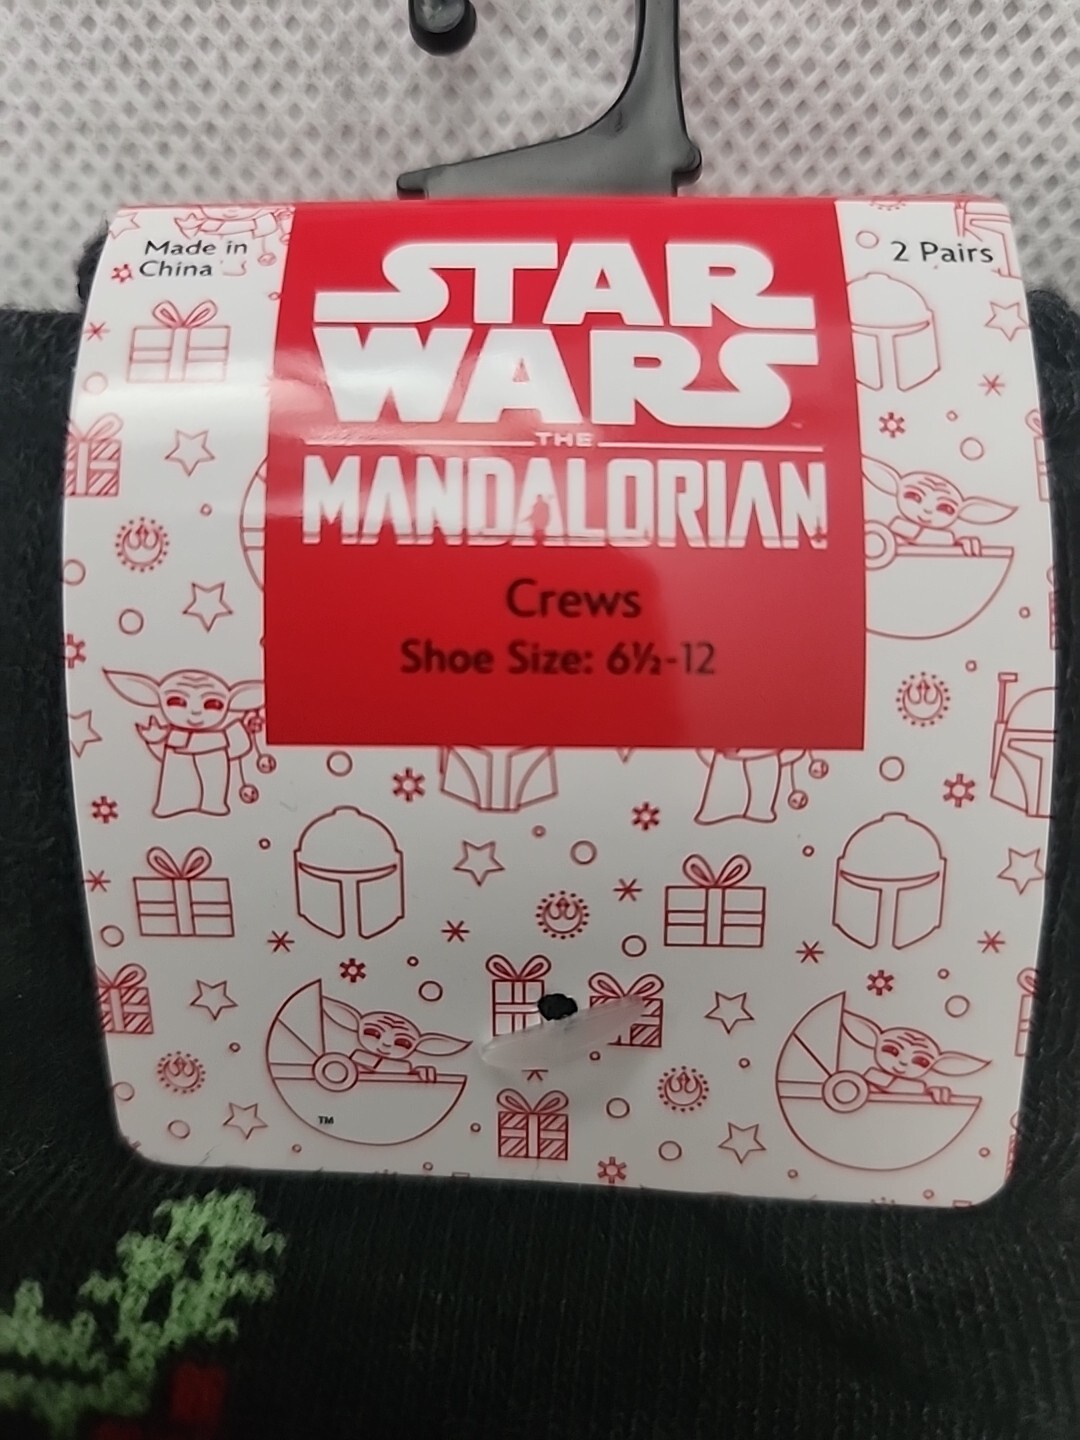 Made in
China
2 Pairs
STAR
WARS
THE
MANDALORIAN
Crews
Shoe Size: 6½-12
TM